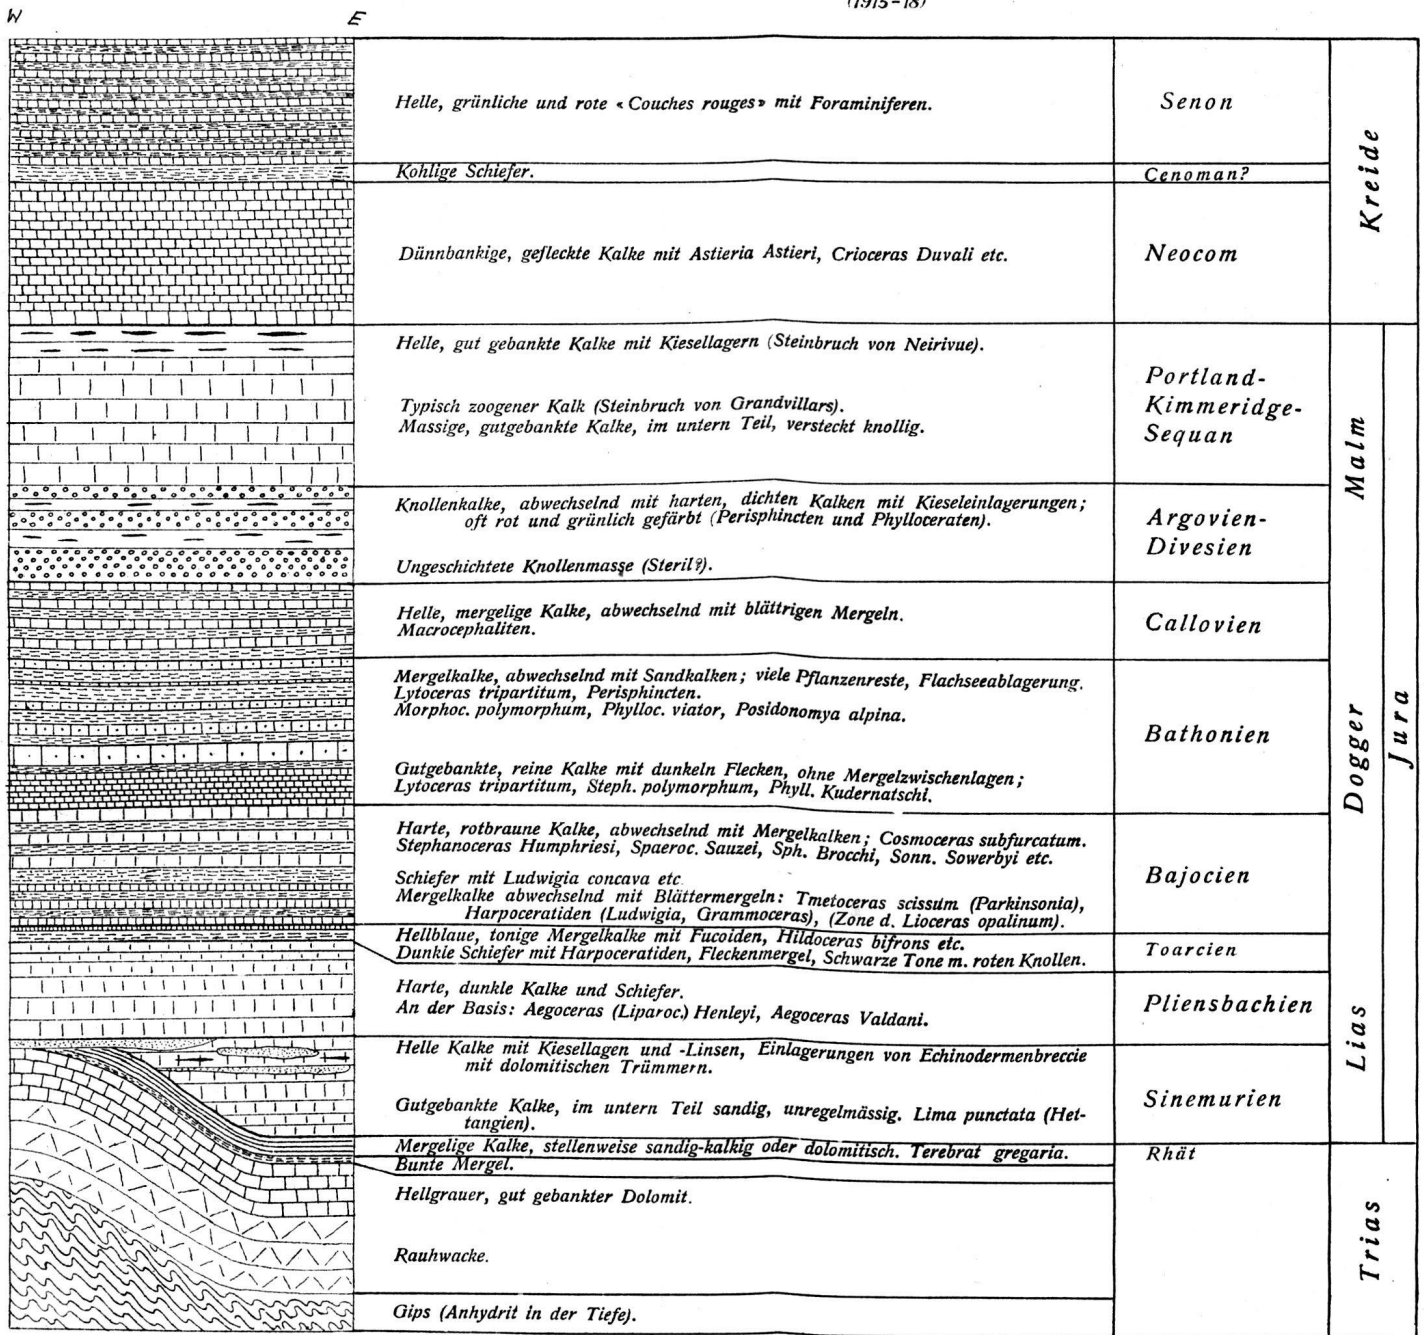 (1915-18)
W
E
Helle, grünliche und rote «Couches rouges» mit Foraminiferen.
Senon
Kohlige Schiefer.
Cenoman?
Dünnbankige, gefleckte Kalke mit Astieria Astieri, Crioceras Duvali etc.
Neocom
Kreide
Helle, gut gebankte Kalke mit Kiesellagern (Steinbruch von Neirivue).
Typisch zoogener Kalk (Steinbruch von Grandvillars).
Massige, gutgebankte Kalke, im untern Teil, versteckt knollig.
Portland-
Kimmeridge-
Sequan
Knollenkalke, abwechselnd mit harten, dichten Kalken mit Kieseleinlagerungen;
oft rot und grünlich gefärbt (Perisphincten und Phylloceraten).
Ungeschichtete Knollenmasse (Steril?).
Argovien-
Divesien
Malm
Helle, mergelige Kalke, abwechselnd mit blättrigen Mergeln.
Macrocephaliten.
Callovien
Mergelkalke, abwechselnd mit Sandkalken; viele Pflanzenreste, Flachseeablagerung.
Lytoceras tripartitum, Perisphincten.
Morphoc. polymorphum, Phylloc. viator, Posidonomya alpina.
Gutgebankte, reine Kalke mit dunkeln Flecken, ohne Mergelzwischenlagen;
Lytoceras tripartitum, Steph. polymorphum, Phyll. Kudernatschi.
Bathonien
Harte, rotbraune Kalke, abwechselnd mit Mergelkalken; Cosmoceras subfurcatum.
Stephanoceras Humphriesi, Spaeroc. Sauzei, Sph. Brocchi, Sonn. Sowerbyi etc.
Schiefer mit Ludwigia concava etc
Mergelkalke abwechselnd mit Blättermergeln: Tmetoceras scissum (Parkinsonia),
Harpoceratiden (Ludwigia, Grammoceras), (Zone d. Lioceras opalinum).
Bajocien
Dogger
Jura
Hellblaue, tonige Mergelkalke mit Fucoiden, Hildoceras bifrons etc.
Dunkle Schiefer mit Harpoceratiden, Fleckenmergel, Schwarze Tone m. roten Knollen.
Toarcien
Harte, dunkle Kalke und Schiefer.
An der Basis: Aegoceras (Liparoc.) Henleyi, Aegoceras Valdani.
Pliensbachien
Helle Kalke mit Kiesellagen und -Linsen, Einlagerungen von Echinodermenbreccie
mit dolomitischen Trümmern.
Gutgebankte Kalke, im untern Teil sandig, unregelmässig. Lima punctata (Het-
tangien).
Sinemurien
Lias
Mergelige Kalke, stellenweise sandig-kalkig oder dolomitisch. Terebrat gregaria.
Rhät
Bunte Mergel.
Hellgrauer, gut gebankter Dolomit.
Rauhwacke.
Gips (Anhydrit in der Tiefe).
Trias